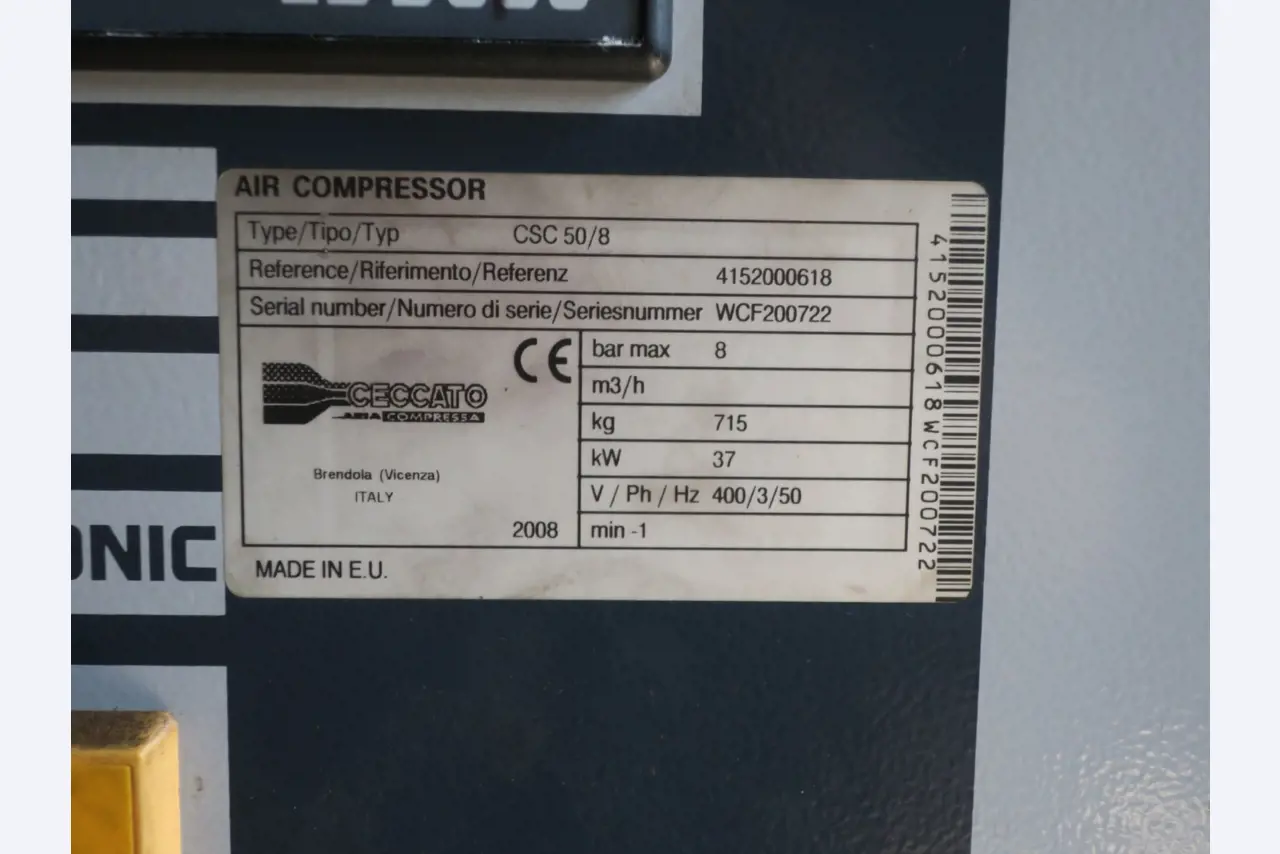 AIR COMPRESSOR
Type/Tipo/Typ CSC 50/8
Reference/Riferimento/Referenz 4152000618
Serial number/Numero di serie/Seriesnummer WCF200722
CE
bar max 8
m3/h
CECCATO
ARIA COMPRESSA
kg 715
kW 37
Brendola (Vicenza)
ITALY
V / Ph / Hz 400/3/50
2008
min -1
MADE IN E.U.
4152000618WCF200722
ONIC